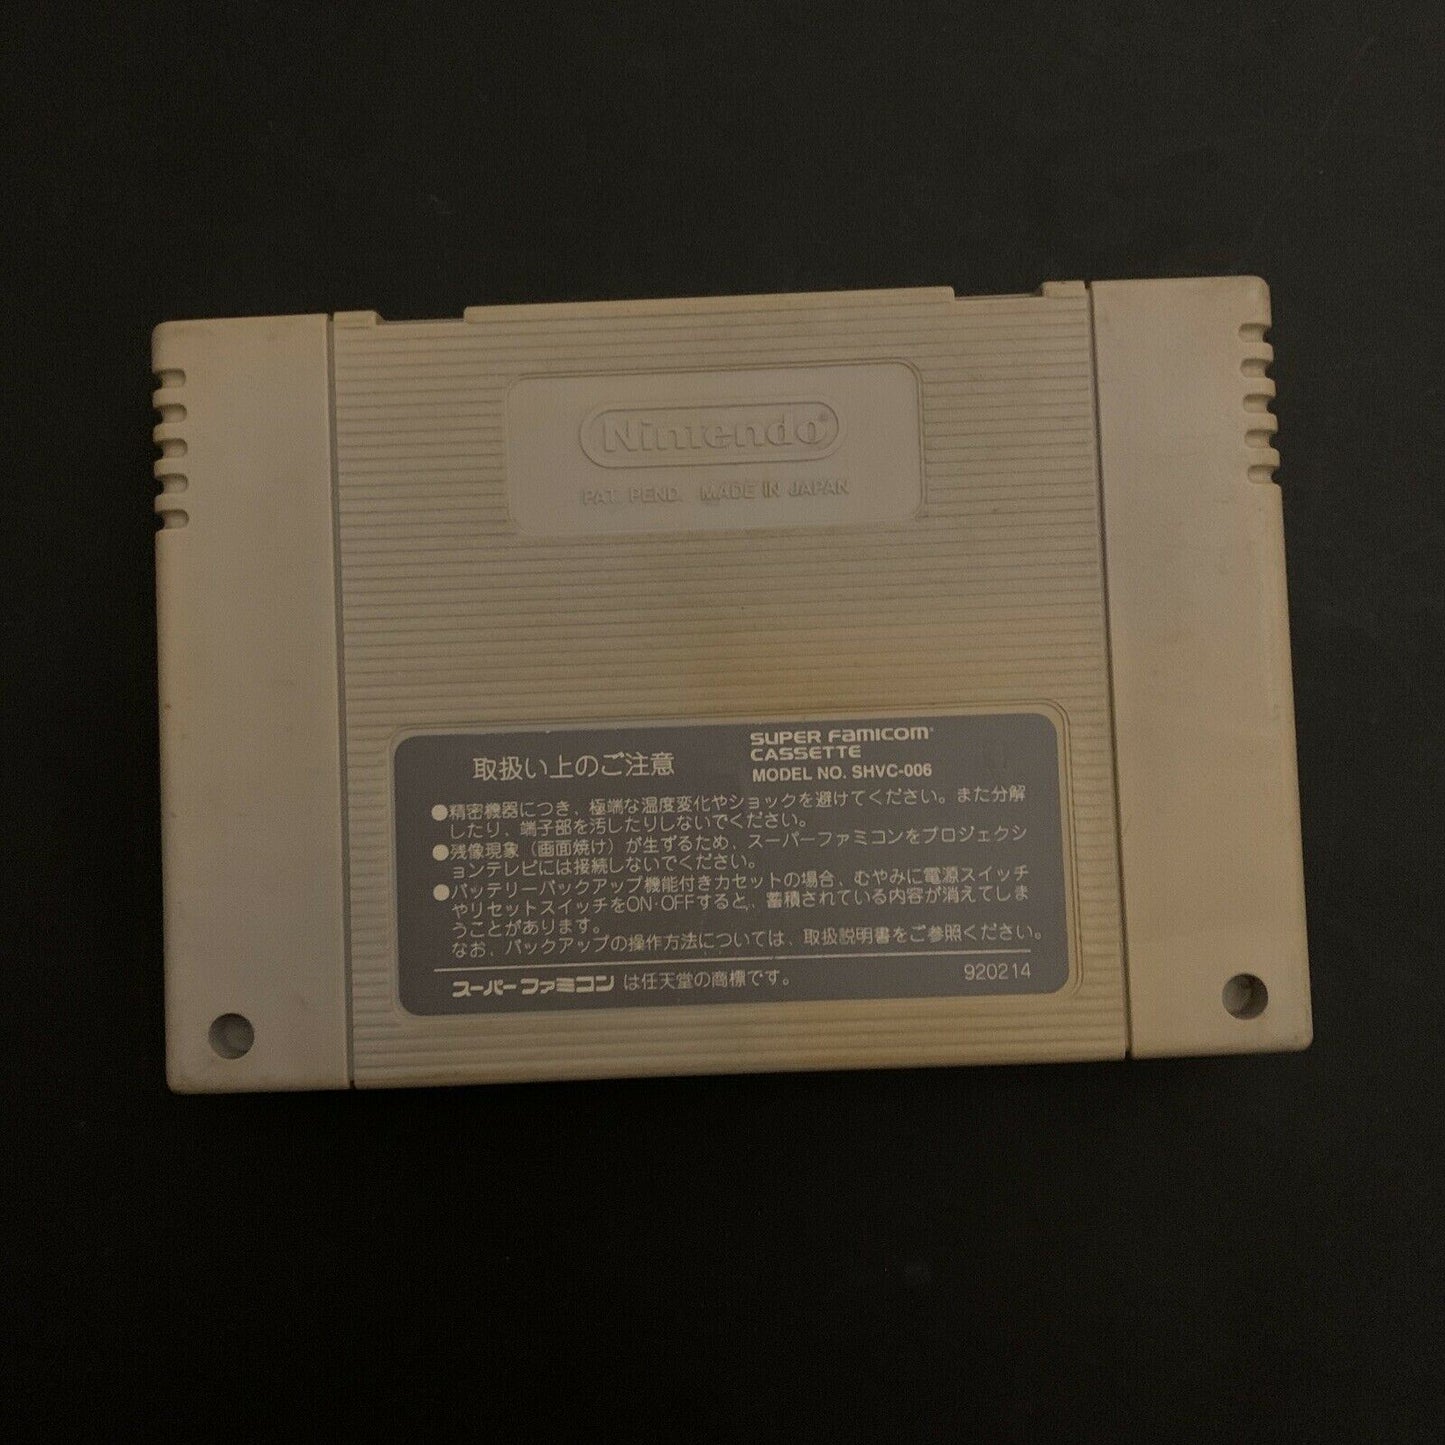 Nintendo®
PAT. PEND. MADE IN JAPAN
取扱い上のご注意
SUPER FAMICOM®
CASSETTE
MODEL NO. SHVC-006
●精密機器につき、極端な温度変化やショックを避けてください。また分解
したり、端子部を汚したりしないでください。
●残像現象（画面焼け）が生ずるため、スーパーファミコンをプロジェクシ
ョンテレビには接続しないでください。
●バッテリーバックアップ機能付きカセットの場合、むやみに電源スイッチ
やリセットスイッチをON・OFFすると、蓄積されている内容が消えてしま
うことがあります。
なお、バックアップの操作方法については、取扱説明書をご参照ください。
スーパーファミコン は任天堂の商標です。 920214